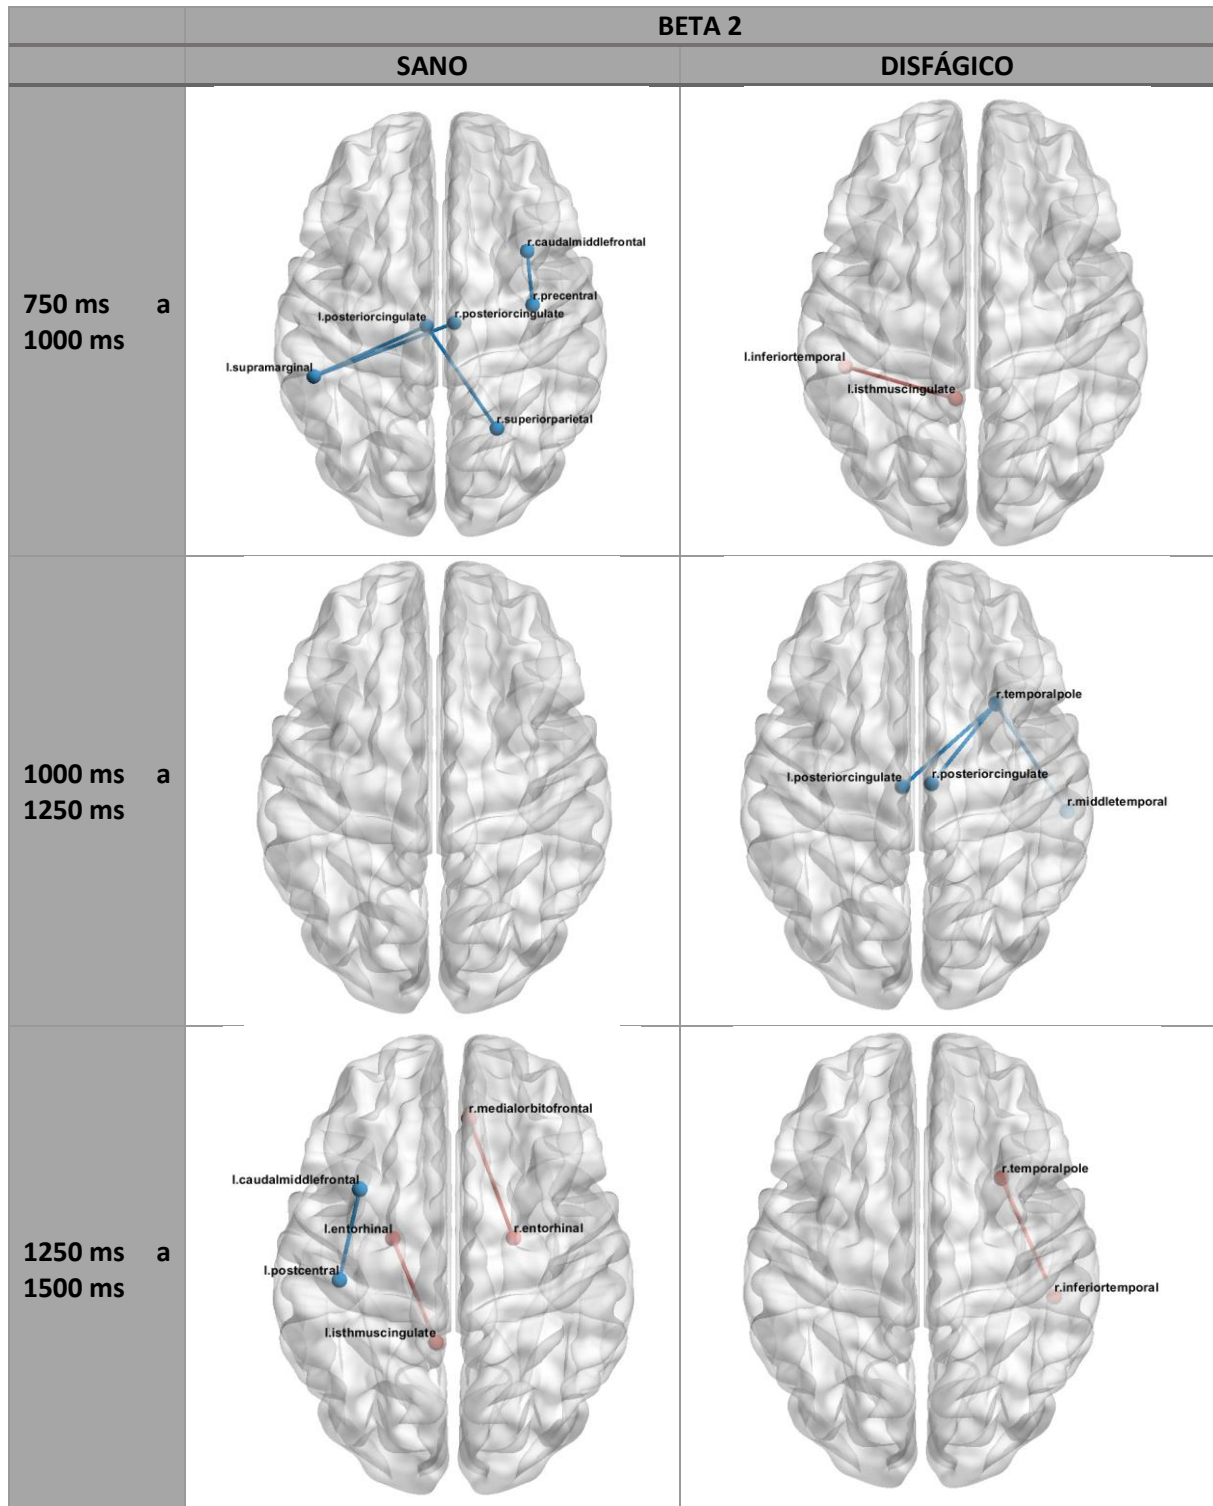 BETA 2
SANO DISFÁGICO
750 ms a
1000 ms
r.caudalmiddlefrontal
r.precentral
l.posteriorcingulate
r.posteriorcingulate
l.supramarginal
r.superiorparietal
l.inferiortemporal
l.isthmuscingulate
1000 ms a
1250 ms
r.temporalpole
l.posteriorcingulate
r.posteriorcingulate
r.middletemporal
1250 ms a
1500 ms
r.medialorbitofrontal
l.caudalmiddlefrontal
l.entorhinal
r.entorhinal
l.postcentral
l.isthmuscingulate
r.temporalpole
r.inferiortemporal